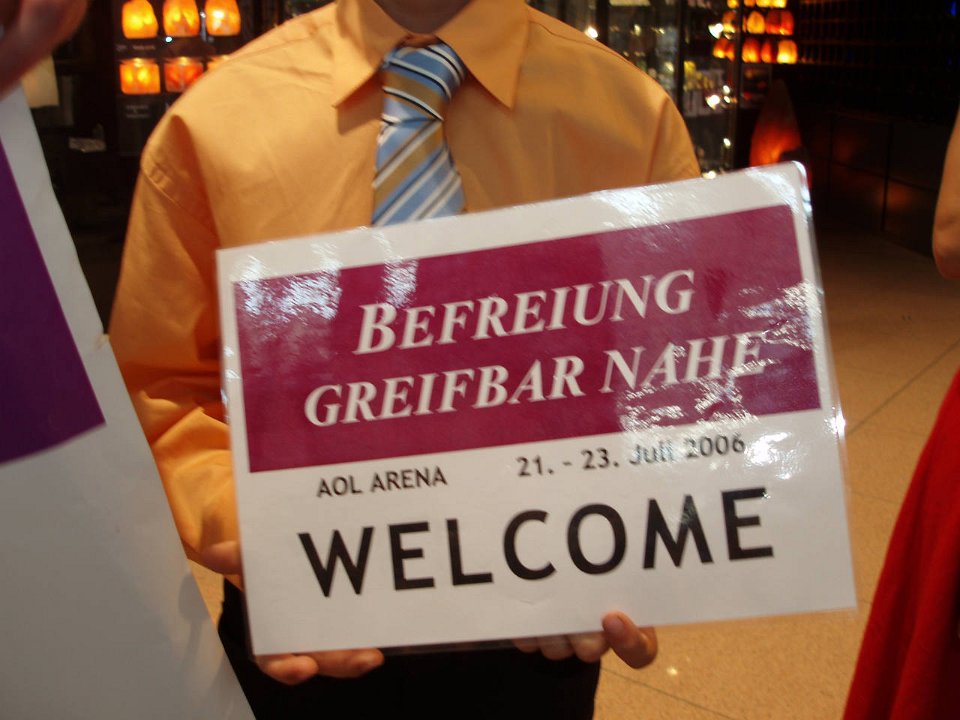 BEFREIUNG
GREIFBAR NAHE
AOL ARENA 21. - 23. Juli 2006
WELCOME